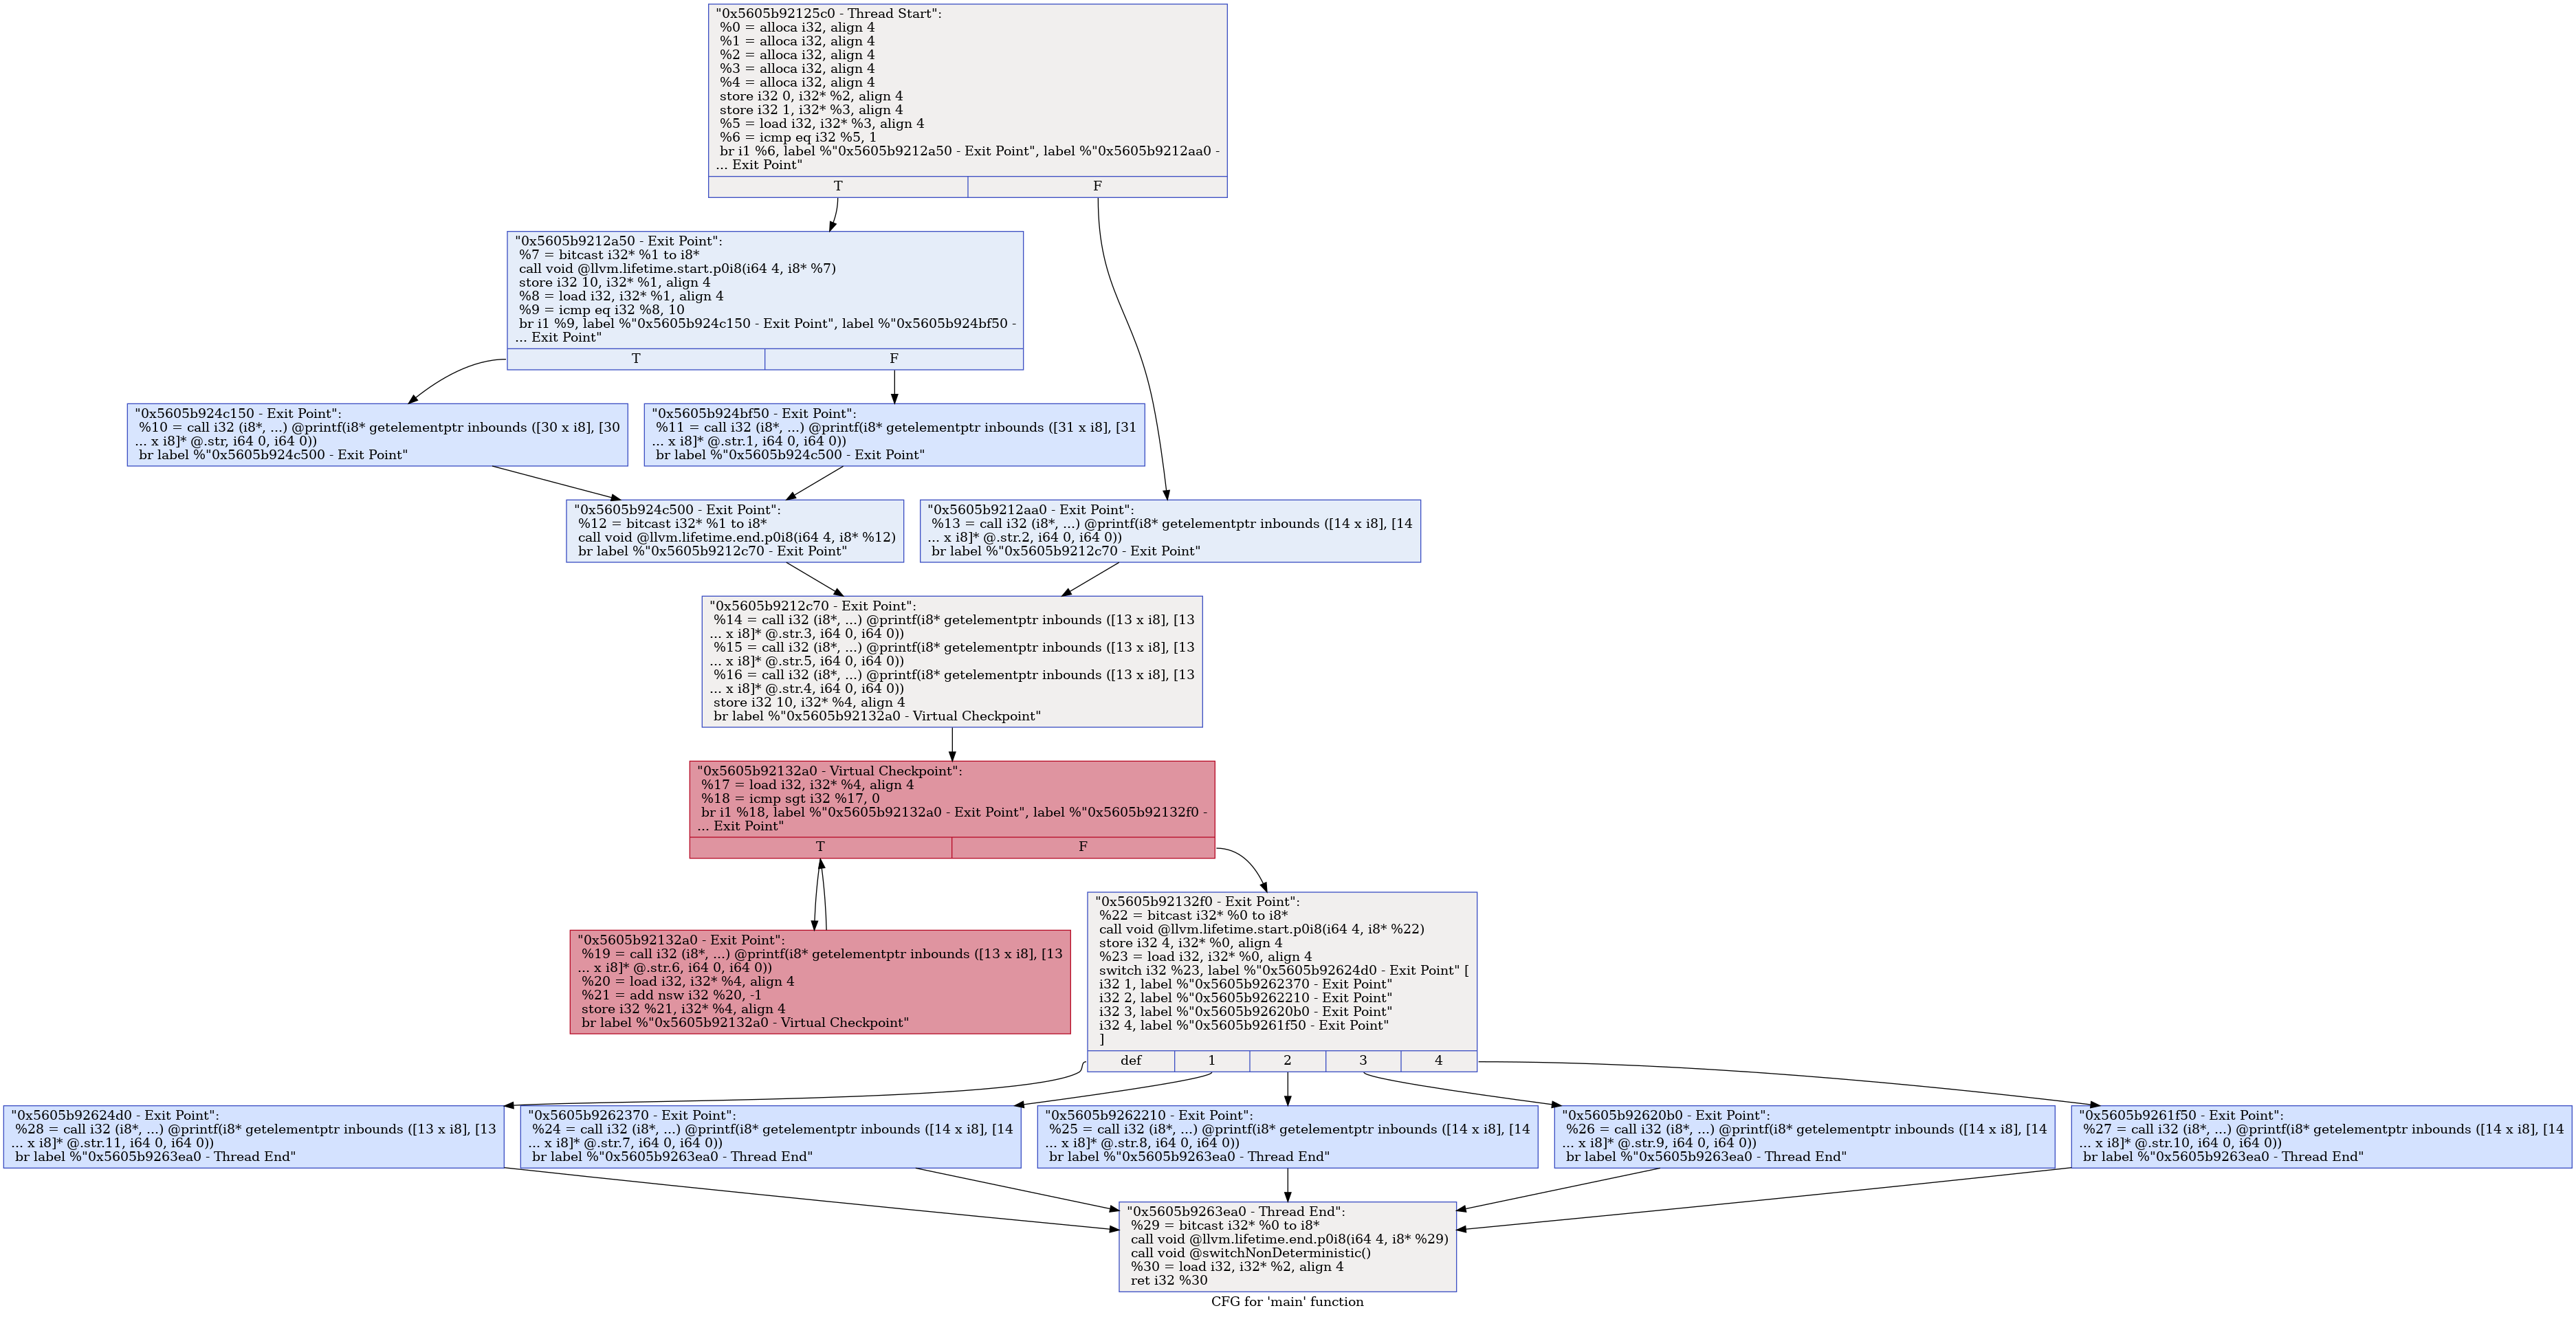 "0x5605b92125c0 - Thread Start":
%0 = alloca i32, align 4
%1 = alloca i32, align 4
%2 = alloca i32, align 4
%3 = alloca i32, align 4
%4 = alloca i32, align 4
store i32 0, i32* %2, align 4
store i32 1, i32* %3, align 4
%5 = load i32, i32* %3, align 4
%6 = icmp eq i32 %5, 1
br i1 %6, label %"0x5605b9212a50 - Exit Point", label %"0x5605b9212aa0 -
... Exit Point"
T
F
"0x5605b9212a50 - Exit Point":
%7 = bitcast i32* %1 to i8*
call void @llvm.lifetime.start.p0i8(i64 4, i8* %7)
store i32 10, i32* %1, align 4
%8 = load i32, i32* %1, align 4
%9 = icmp eq i32 %8, 10
br i1 %9, label %"0x5605b924c150 - Exit Point", label %"0x5605b924bf50 -
... Exit Point"
T
F
"0x5605b924c150 - Exit Point":
%10 = call i32 (i8*, ...) @printf(i8* getelementptr inbounds ([30 x i8], [30
... x i8]* @.str, i64 0, i64 0))
br label %"0x5605b924c500 - Exit Point"
"0x5605b924bf50 - Exit Point":
%11 = call i32 (i8*, ...) @printf(i8* getelementptr inbounds ([31 x i8], [31
... x i8]* @.str.1, i64 0, i64 0))
br label %"0x5605b924c500 - Exit Point"
"0x5605b924c500 - Exit Point":
%12 = bitcast i32* %1 to i8*
call void @llvm.lifetime.end.p0i8(i64 4, i8* %12)
br label %"0x5605b9212c70 - Exit Point"
"0x5605b9212aa0 - Exit Point":
%13 = call i32 (i8*, ...) @printf(i8* getelementptr inbounds ([14 x i8], [14
... x i8]* @.str.2, i64 0, i64 0))
br label %"0x5605b9212c70 - Exit Point"
"0x5605b9212c70 - Exit Point":
%14 = call i32 (i8*, ...) @printf(i8* getelementptr inbounds ([13 x i8], [13
... x i8]* @.str.3, i64 0, i64 0))
%15 = call i32 (i8*, ...) @printf(i8* getelementptr inbounds ([13 x i8], [13
... x i8]* @.str.5, i64 0, i64 0))
%16 = call i32 (i8*, ...) @printf(i8* getelementptr inbounds ([13 x i8], [13
... x i8]* @.str.4, i64 0, i64 0))
store i32 10, i32* %4, align 4
br label %"0x5605b92132a0 - Virtual Checkpoint"
"0x5605b92132a0 - Virtual Checkpoint":
%17 = load i32, i32* %4, align 4
%18 = icmp sgt i32 %17, 0
br i1 %18, label %"0x5605b92132a0 - Exit Point", label %"0x5605b92132f0 -
... Exit Point"
T
F
"0x5605b92132a0 - Exit Point":
%19 = call i32 (i8*, ...) @printf(i8* getelementptr inbounds ([13 x i8], [13
... x i8]* @.str.6, i64 0, i64 0))
%20 = load i32, i32* %4, align 4
%21 = add nsw i32 %20, -1
store i32 %21, i32* %4, align 4
br label %"0x5605b92132a0 - Virtual Checkpoint"
"0x5605b92132f0 - Exit Point":
%22 = bitcast i32* %0 to i8*
call void @llvm.lifetime.start.p0i8(i64 4, i8* %22)
store i32 4, i32* %0, align 4
%23 = load i32, i32* %0, align 4
switch i32 %23, label %"0x5605b92624d0 - Exit Point" [
i32 1, label %"0x5605b9262370 - Exit Point"
i32 2, label %"0x5605b9262210 - Exit Point"
i32 3, label %"0x5605b92620b0 - Exit Point"
i32 4, label %"0x5605b9261f50 - Exit Point"
]
def
1
2
3
4
"0x5605b92624d0 - Exit Point":
%28 = call i32 (i8*, ...) @printf(i8* getelementptr inbounds ([13 x i8], [13
... x i8]* @.str.11, i64 0, i64 0))
br label %"0x5605b9263ea0 - Thread End"
"0x5605b9262370 - Exit Point":
%24 = call i32 (i8*, ...) @printf(i8* getelementptr inbounds ([14 x i8], [14
... x i8]* @.str.7, i64 0, i64 0))
br label %"0x5605b9263ea0 - Thread End"
"0x5605b9262210 - Exit Point":
%25 = call i32 (i8*, ...) @printf(i8* getelementptr inbounds ([14 x i8], [14
... x i8]* @.str.8, i64 0, i64 0))
br label %"0x5605b9263ea0 - Thread End"
"0x5605b92620b0 - Exit Point":
%26 = call i32 (i8*, ...) @printf(i8* getelementptr inbounds ([14 x i8], [14
... x i8]* @.str.9, i64 0, i64 0))
br label %"0x5605b9263ea0 - Thread End"
"0x5605b9261f50 - Exit Point":
%27 = call i32 (i8*, ...) @printf(i8* getelementptr inbounds ([14 x i8], [14
... x i8]* @.str.10, i64 0, i64 0))
br label %"0x5605b9263ea0 - Thread End"
"0x5605b9263ea0 - Thread End":
%29 = bitcast i32* %0 to i8*
call void @llvm.lifetime.end.p0i8(i64 4, i8* %29)
call void @switchNonDeterministic()
%30 = load i32, i32* %2, align 4
ret i32 %30
CFG for 'main' function